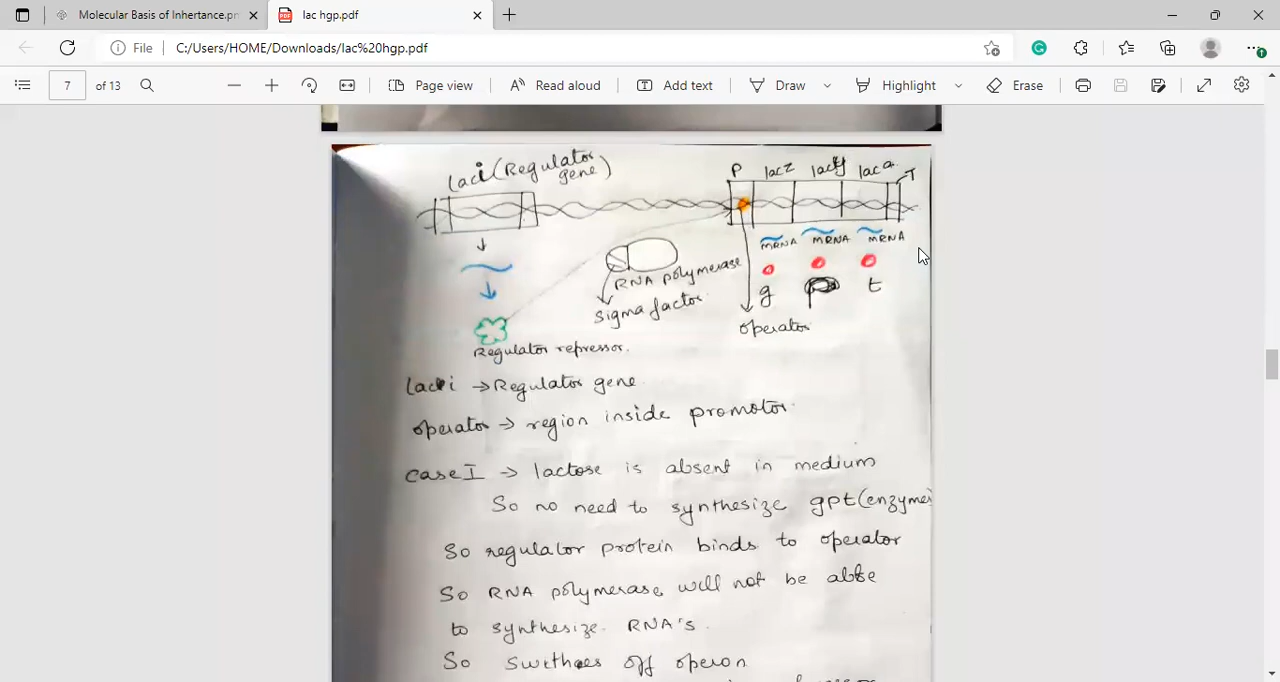 Molecular Basis of Inhertance.pr
lac hgp.pdf
File
C:/Users/HOME/Downloads/lac%20hgp.pdf
7 of 13
Page view
Read aloud
Add text
Draw
Highlight
Erase
laci (Regulator gene)
P lacz lacy laca T
mRNA mRNA mRNA
RNA polymerase
sigma factor
g p t
operator
Regulator repressor.
laci → Regulator gene
operator → region inside promotor
case I → lactose is absent in medium
So no need to synthesize gpt(enzymes
So regulator protein binds to operator
So RNA polymerase will not be able
to synthesize RNA's.
So Swithces off operon